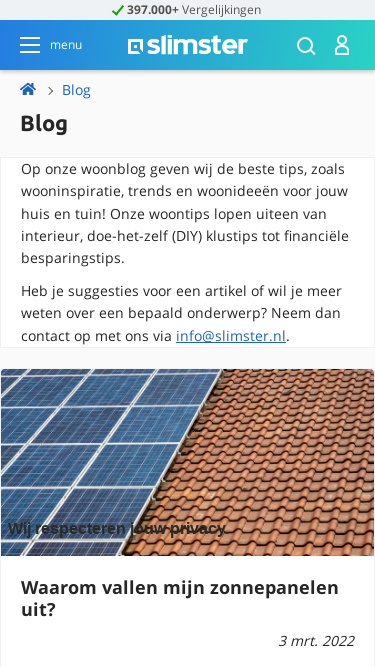 397.000+ Vergelijkingen
menu
slimster
Blog
Blog
Op onze woonblog geven wij de beste tips, zoals
wooninspiratie, trends en woonideeën voor jouw
huis en tuin! Onze woontips lopen uiteen van
interieur, doe-het-zelf (DIY) klustips tot financiële
besparingstips.
Heb je suggesties voor een artikel of wil je meer
weten over een bepaald onderwerp? Neem dan
contact op met ons via info@slimster.nl.
Wij respecteren jouw privacy
Waarom vallen mijn zonnepanelen
uit?
3 mrt. 2022